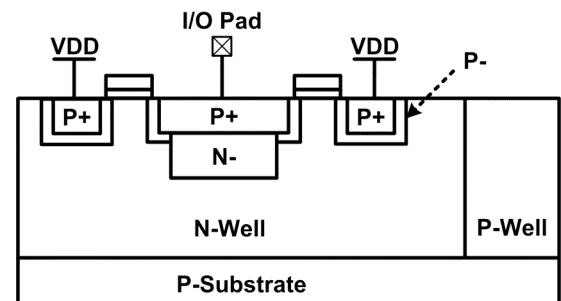 I/O Pad
VDD
VDD
P-
P+
P+
P+
N-
N-Well
P-Well
P-Substrate